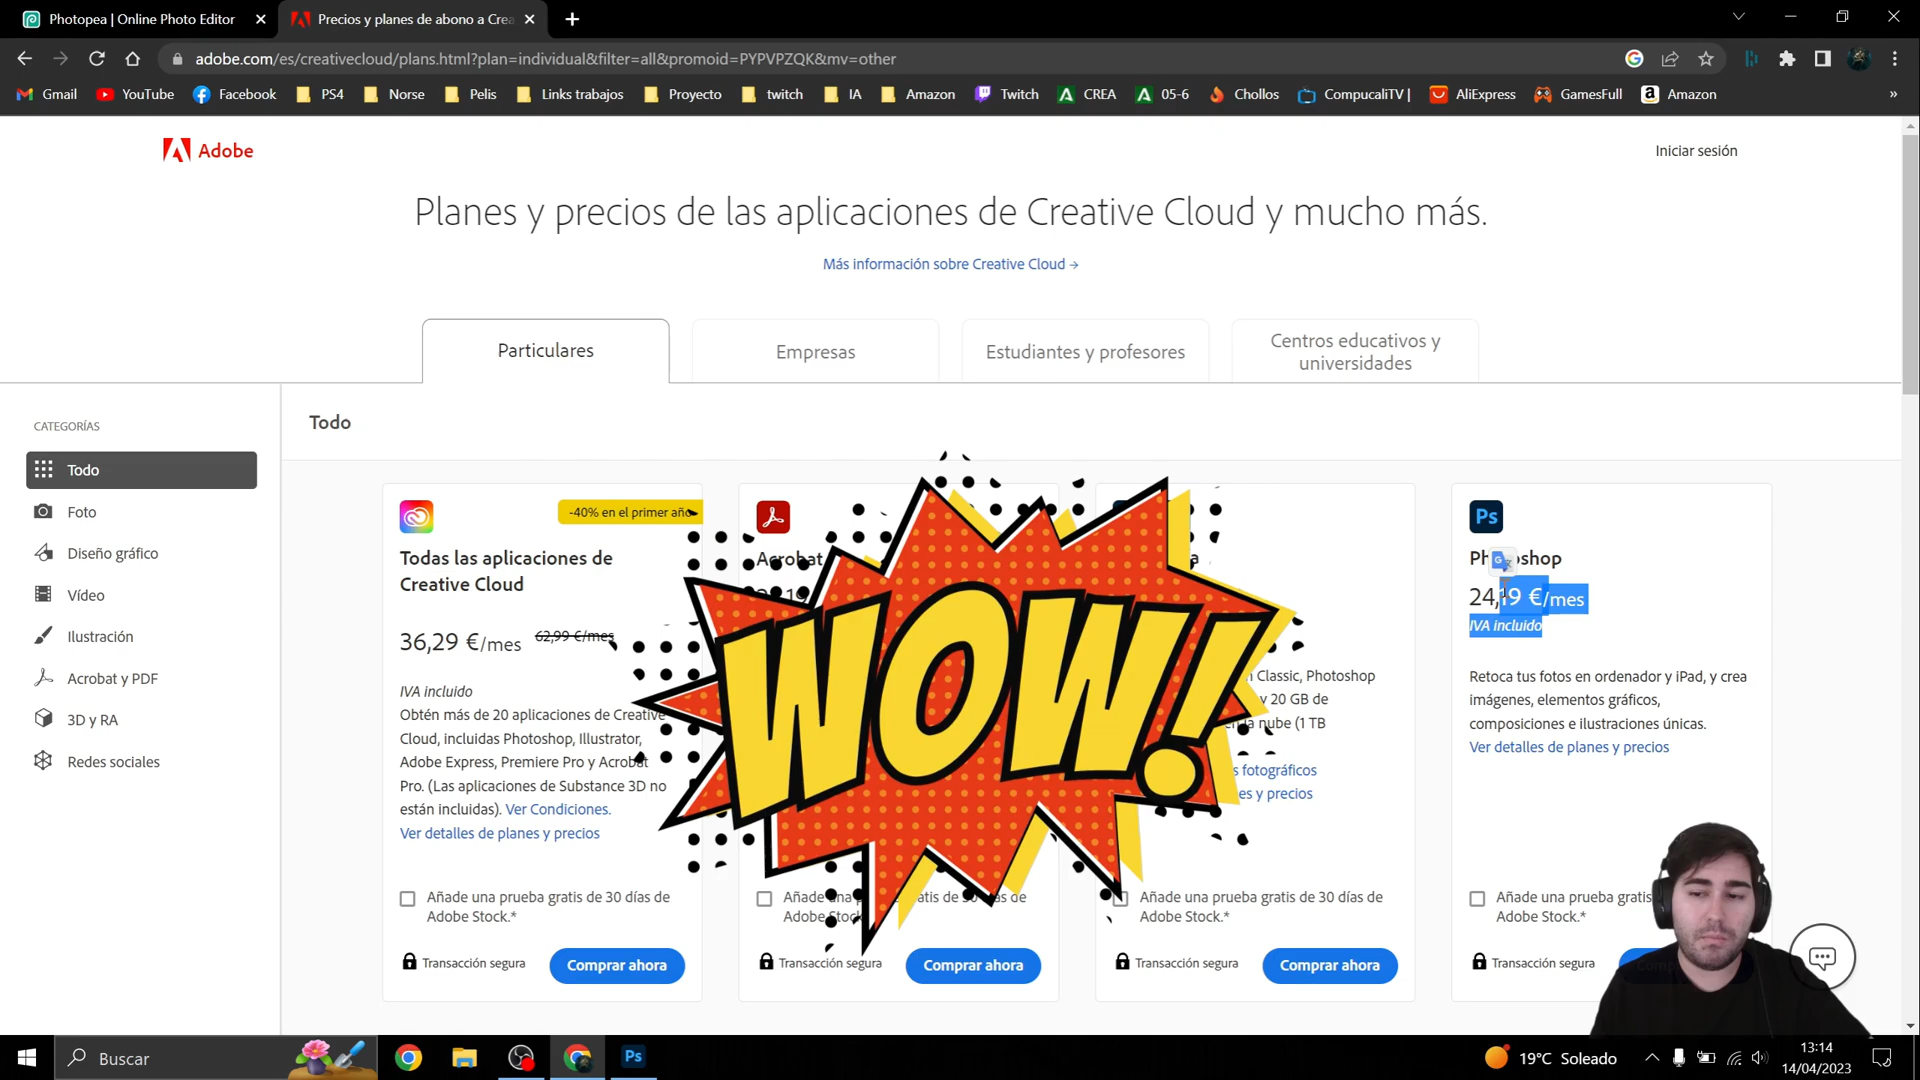 Photopea | Online Photo Editor
Precios y planes de abono a Crea
adobe.com/es/creativecloud/plans.html?plan=individual&filter=all&promoid=PYPVPZQK&mv=other
Gmail YouTube Facebook PS4 Norse Pelis Links trabajos Proyecto twitch IA Amazon Twitch CREA 05-6 Chollos CompucaliTV | AliExpress GamesFull Amazon »
Adobe
Iniciar sesión
Planes y precios de las aplicaciones de Creative Cloud y mucho más.
Más información sobre Creative Cloud →
Particulares
Empresas
Estudiantes y profesores
Centros educativos y
universidades
CATEGORÍAS
Todo
Foto
Diseño gráfico
Vídeo
Ilustración
Acrobat y PDF
3D y RA
Redes sociales
Todo
-40% en el primer año
Todas las aplicaciones de
Creative Cloud
36,29 €/mes 62,99 €/mes
IVA incluido
Obtén más de 20 aplicaciones de Creative
Cloud, incluidas Photoshop, Illustrator,
Adobe Express, Premiere Pro y Acrobat
Pro. (Las aplicaciones de Substance 3D no
están incluidas). Ver Condiciones.
Ver detalles de planes y precios
Añade una prueba gratis de 30 días de
Adobe Stock.*
Transacción segura
Comprar ahora
Acrobat
Añade una
de
Adobe Stock.*
Transacción segura
Comprar ahora
WOW!
Classic, Photoshop
y 20 GB de
nube (1 TB
fotográficos
y precios
Añade una prueba gratis de 30 días de
Adobe Stock.*
Transacción segura
Comprar ahora
Ps
Photoshop
24,19 €/mes
IVA incluido
Retoca tus fotos en ordenador y iPad, y crea
imágenes, elementos gráficos,
composiciones e ilustraciones únicas.
Ver detalles de planes y precios
Añade una prueba gratis
Adobe Stock.*
Transacción segura
Buscar
Ps
19°C Soleado
13:14
14/04/2023